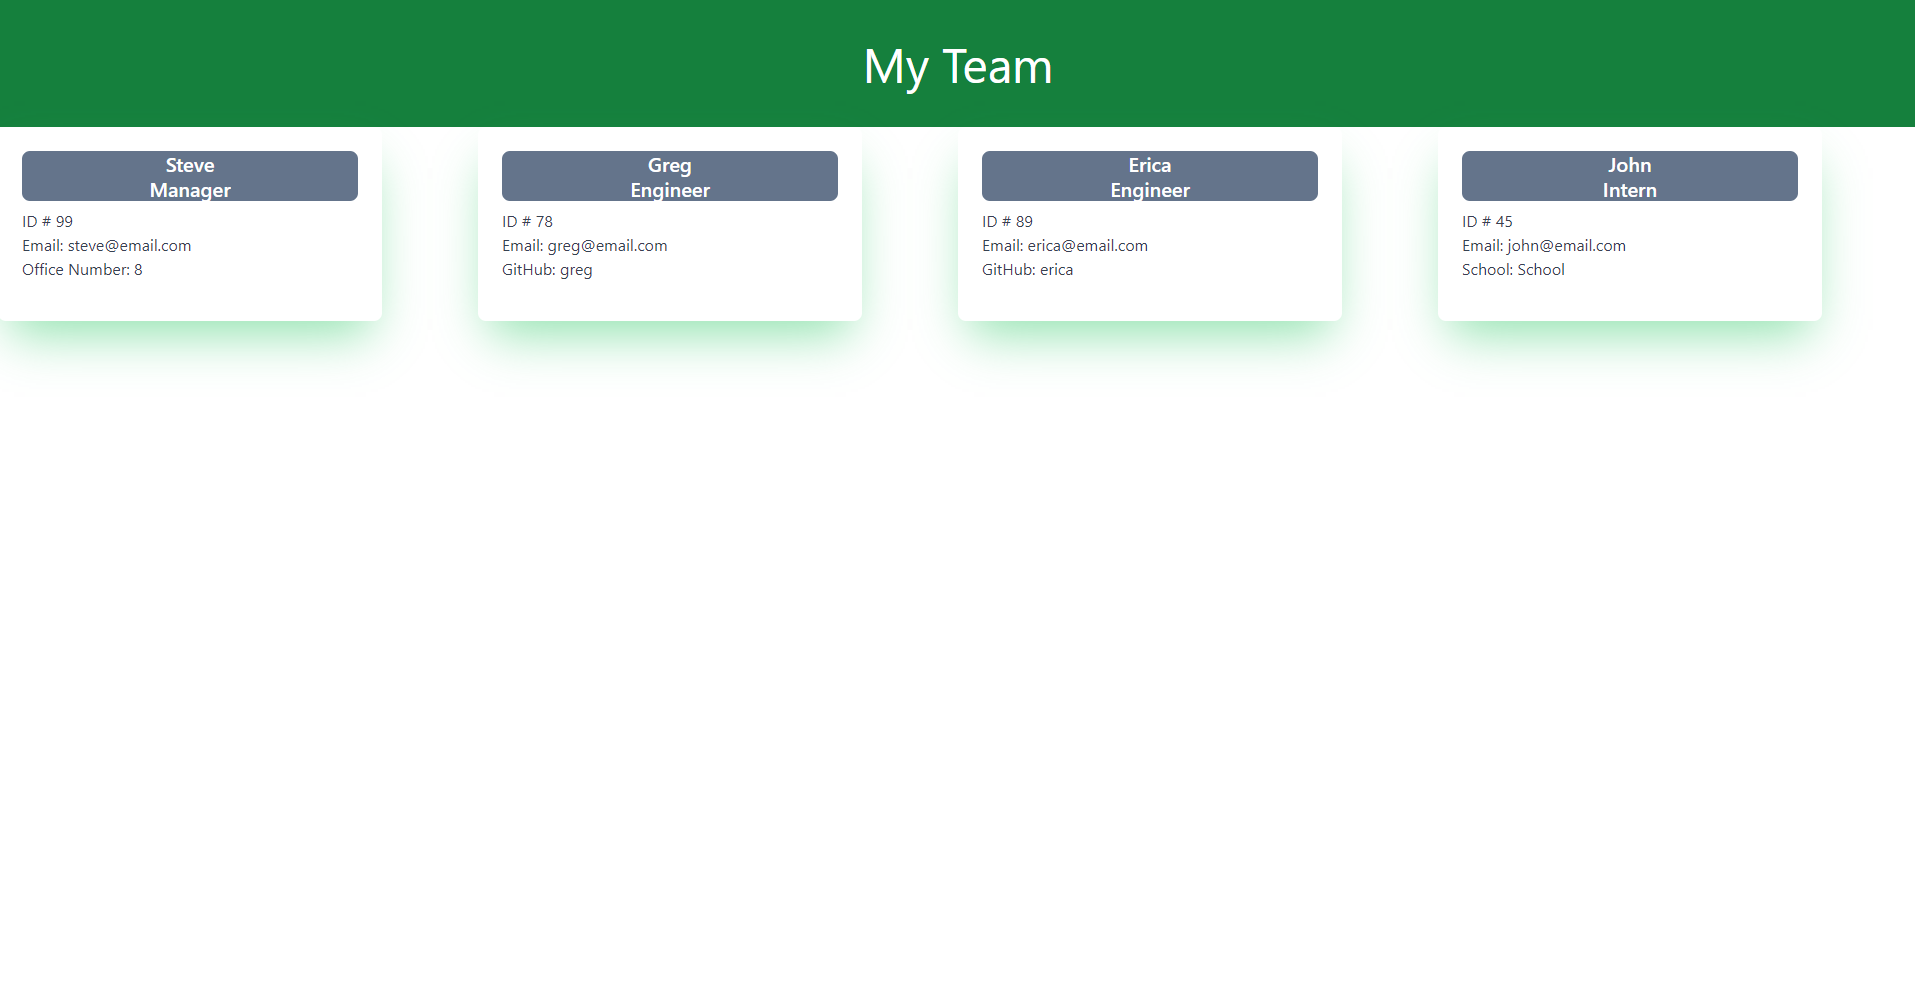 My Team
Steve
Manager
ID # 99
Email: steve@email.com
Office Number: 8
Greg
Engineer
ID # 78
Email: greg@email.com
GitHub: greg
Erica
Engineer
ID # 89
Email: erica@email.com
GitHub: erica
John
Intern
ID # 45
Email: john@email.com
School: School